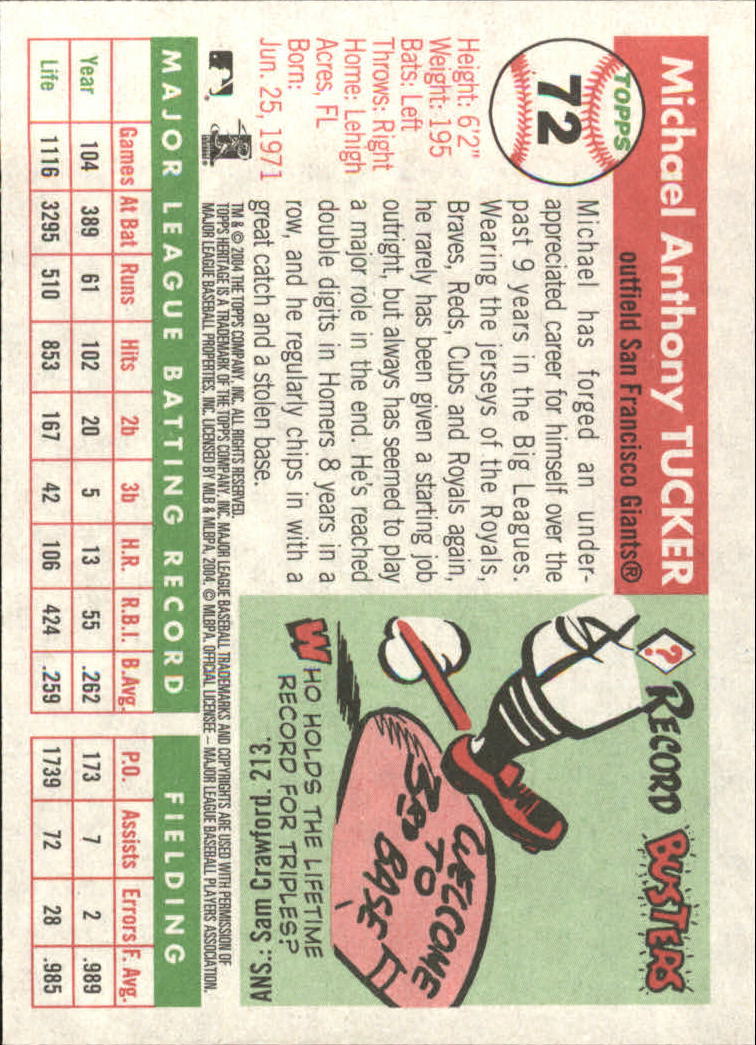 Michael Anthony TUCKER
outfield San Francisco Giants®
TOPPS
72
Height: 6'2"
Weight: 195
Bats: Left
Throws: Right
Home: Lehigh
Acres, FL
Born:
Jun. 25, 1971
Michael has forged an under-
appreciated career for himself over the
past 9 years in the Big Leagues.
Wearing the jerseys of the Royals,
Braves, Reds, Cubs and Royals again,
he rarely has been given a starting job
outright, but always has seemed to play
a major role in the end. He's reached
double digits in Homers 8 years in a
row, and he regularly chips in with a
great catch and a stolen base.
? RECORD BUSTERS
WELCOME
TO
3RD
BASE
WHO HOLDS THE LIFETIME
RECORD FOR TRIPLES?
ANS:: Sam Crawford. 213.
TM & © 2004 THE TOPPS COMPANY, INC. ALL RIGHTS RESERVED.
TOPPS HERITAGE IS A TRADEMARK OF THE TOPPS COMPANY, INC. MAJOR LEAGUE BASEBALL TRADEMARKS AND COPYRIGHTS ARE USED WITH PERMISSION OF
MAJOR LEAGUE BASEBALL PROPERTIES, INC. LICENSED BY MLB & MLBPA, 2004. © MLBPA. OFFICIAL LICENSEE – MAJOR LEAGUE BASEBALL PLAYERS ASSOCIATION.
MAJOR LEAGUE BATTING RECORD FIELDING
Games At Bat Runs Hits 2b 3b H.R. R.B.I. B.Avg. P.O. Assists Errors F. Avg.
Year 104 389 61 102 20 5 13 55 .262 173 7 2 .989
Life 1116 3295 510 853 167 42 106 424 .259 1739 72 28 .985